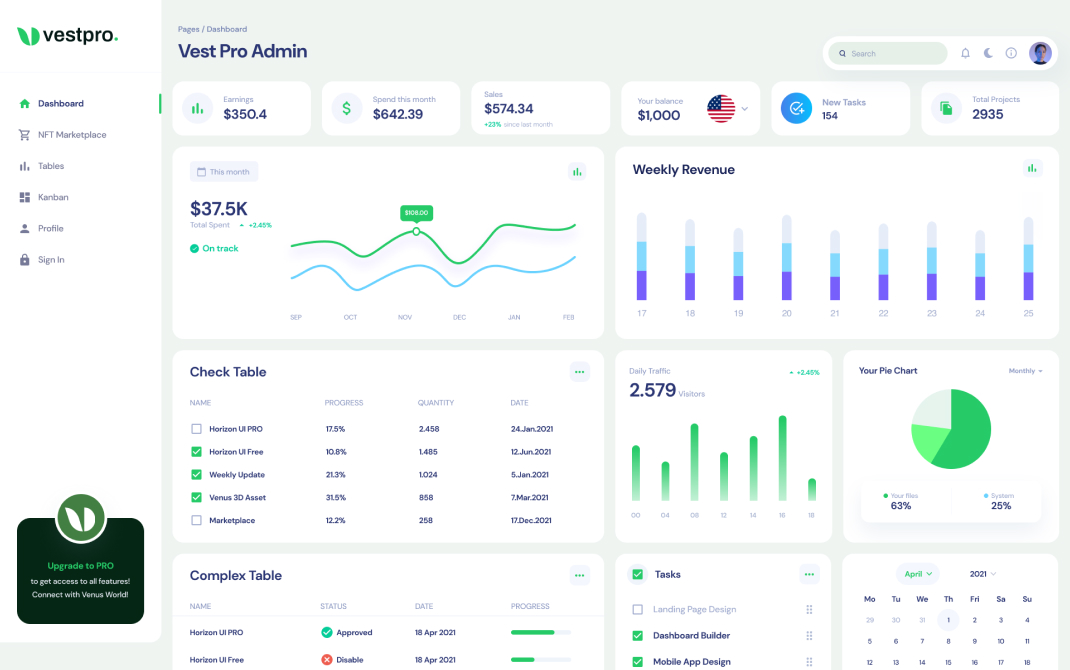 vestpro.
Pages / Dashboard
Vest Pro Admin
Search
Dashboard
NFT Marketplace
Tables
Kanban
Profile
Sign In
Upgrade to PRO
to get access to all features!
Connect with Venus World!
Earnings
$350.4
Spend this month
$642.39
Sales
$574.34
+23% since last month
Your balance
$1,000
New Tasks
154
Total Projects
2935
This month
$37.5K
Total Spent +2.45%
On track
$108.00
SEP OCT NOV DEC JAN FEB
Weekly Revenue
17 18 19 20 21 22 23 24 25
Check Table
NAME PROGRESS QUANTITY DATE
Horizon UI PRO 17.5% 2.458 24.Jan.2021
Horizon UI Free 10.8% 1.485 12.Jun.2021
Weekly Update 21.3% 1.024 5.Jan.2021
Venus 3D Asset 31.5% 858 7.Mar.2021
Marketplace 12.2% 258 17.Dec.2021
Daily Traffic
+2.45%
2.579 Visitors
00 04 08 12 14 16 18
Your Pie Chart
Monthly
Your files
63%
System
25%
Complex Table
NAME STATUS DATE PROGRESS
Horizon UI PRO Approved 18 Apr 2021
Horizon UI Free Disable 18 Apr 2021
Tasks
Landing Page Design
Dashboard Builder
Mobile App Design
April 2021
Mo Tu We Th Fri Sa Su
29 30 31 1 2 3 4
5 6 7 8 9 10 11
12 13 14 15 16 17 18